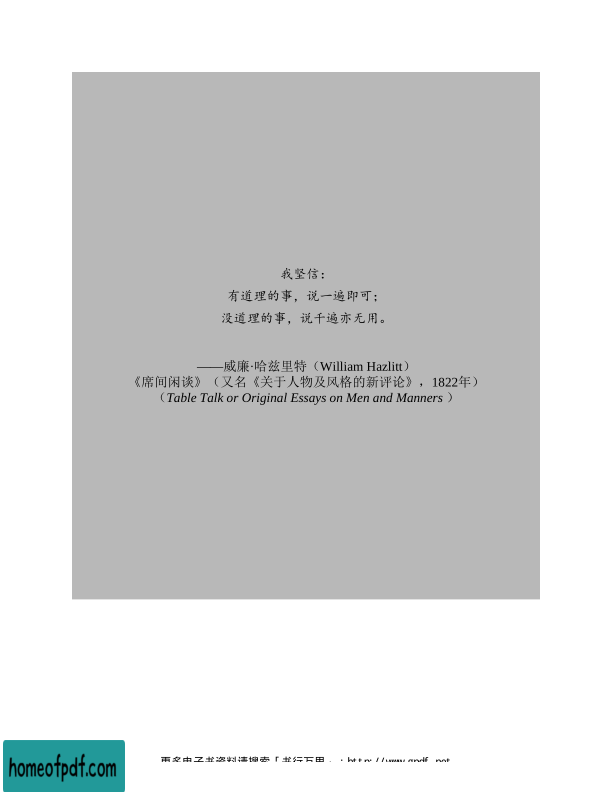 我坚信：
有道理的事，说一遍即可；
没道理的事，说千遍亦无用。
——威廉·哈兹里特（William Hazlitt）
《席间闲谈》（又名《关于人物及风格的新评论》，1822年）
（Table Talk or Original Essays on Men and Manners ）
更多电子书资料请搜索「书行万里」：http://www.gpdf.net
homeofpdf.com